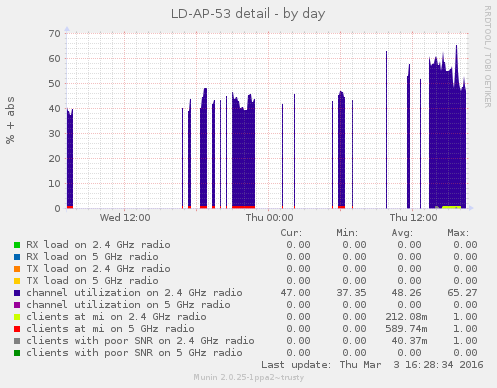 LD-AP-53 detail - by day
RRDTOOL / TOBI OETIKER
% + abs
70
60
50
40
30
20
10
0
Wed 12:00 Thu 00:00 Thu 12:00
Cur: Min: Avg: Max:
RX load on 2.4 GHz radio 0.00 0.00 0.00 0.00
RX load on 5 GHz radio 0.00 0.00 0.00 0.00
TX load on 2.4 GHz radio 0.00 0.00 0.00 0.00
TX load on 5 GHz radio 0.00 0.00 0.00 0.00
channel utilization on 2.4 GHz radio 47.00 37.35 48.26 65.27
channel utilization on 5 GHz radio 0.00 0.00 0.00 0.00
clients at mi on 2.4 GHz radio 0.00 0.00 212.08m 1.00
clients at mi on 5 GHz radio 0.00 0.00 589.74m 1.00
clients with poor SNR on 2.4 GHz radio 0.00 0.00 40.37m 1.00
clients with poor SNR on 5 GHz radio 0.00 0.00 0.00 0.00
Last update: Thu Mar 3 16:28:34 2016
Munin 2.0.25-1ppa2~trusty